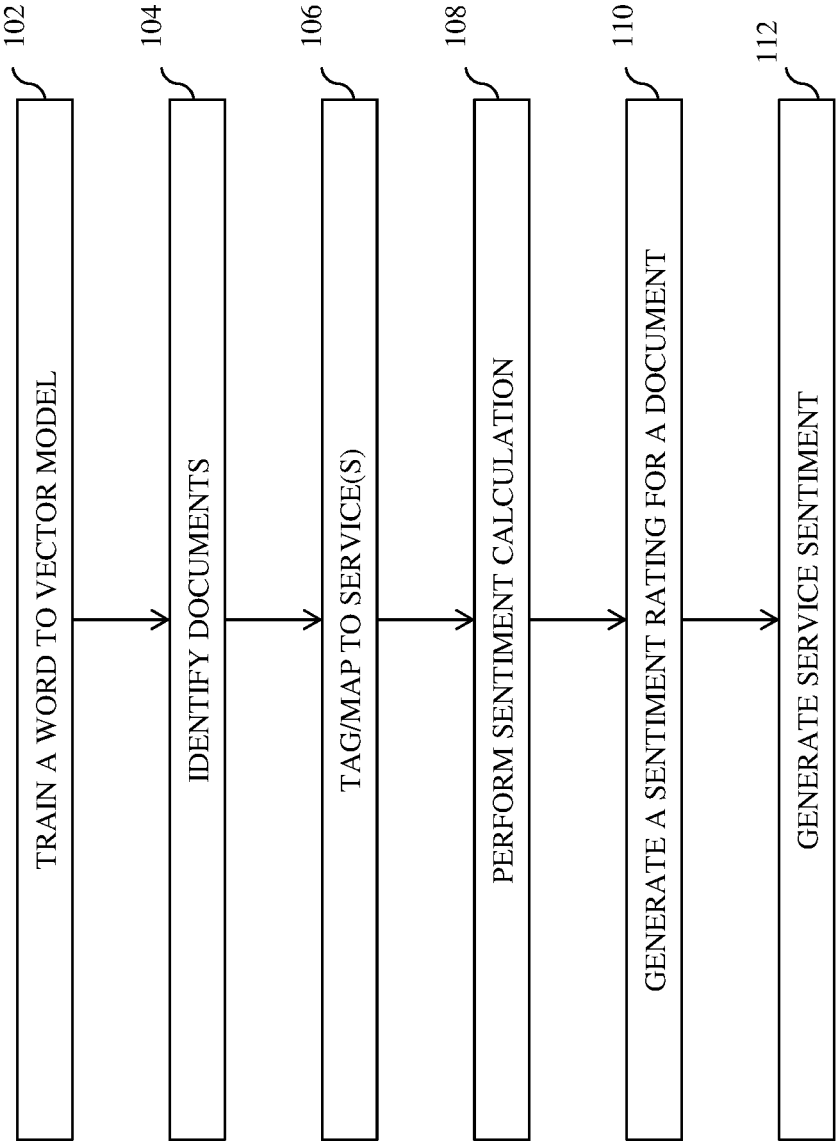 102
TRAIN A WORD TO VECTOR MODEL
104
IDENTIFY DOCUMENTS
106
TAG/MAP TO SERVICE(S)
108
PERFORM SENTIMENT CALCULATION
110
GENERATE A SENTIMENT RATING FOR A DOCUMENT
112
GENERATE SERVICE SENTIMENT